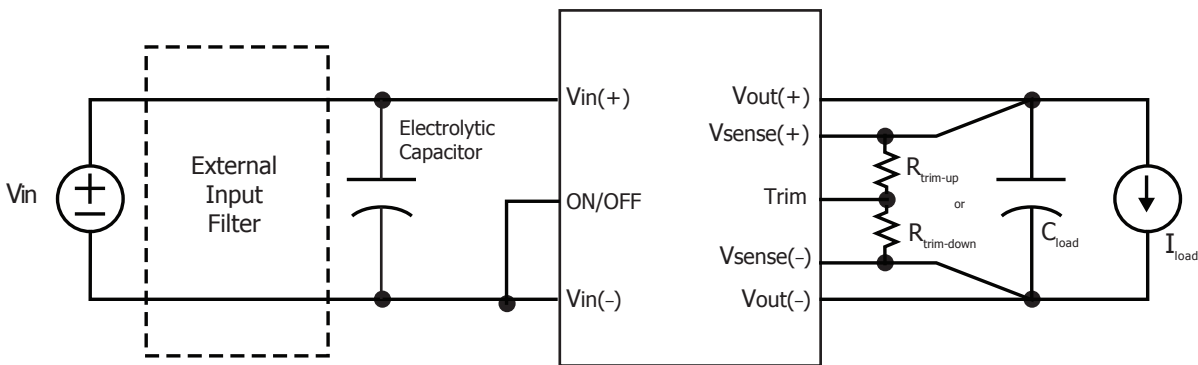 Vin
+
−
External
Input
Filter
Electrolytic
Capacitor
Vin(+)
ON/OFF
Vin(−)
Vout(+)
Vsense(+)
Trim
Vsense(−)
Vout(−)
Rtrim-up
or
Rtrim-down
Cload
Iload